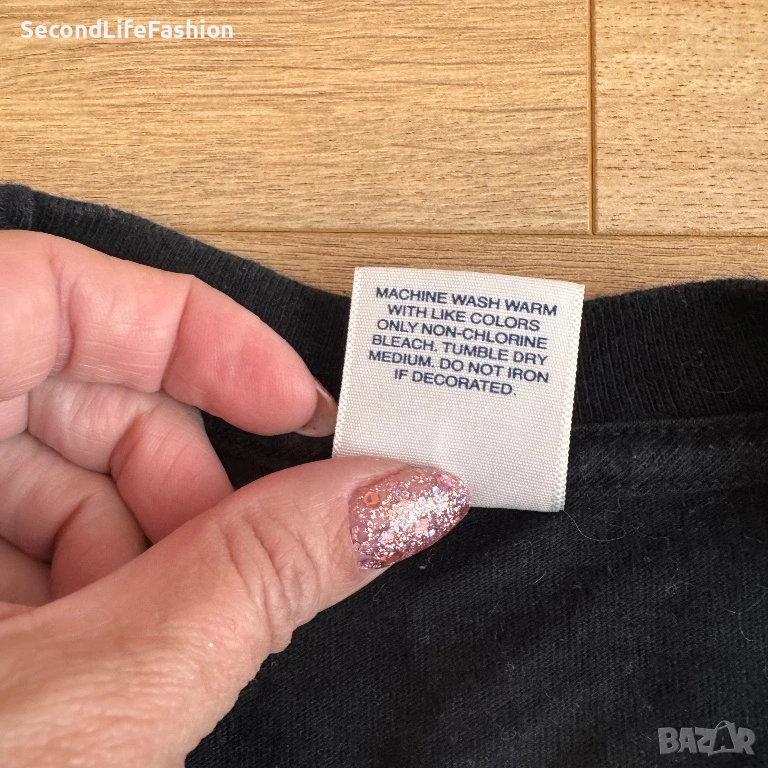 SecondLifeFashion
MACHINE WASH WARM
WITH LIKE COLORS
ONLY NON-CHLORINE
BLEACH. TUMBLE DRY
MEDIUM. DO NOT IRON
IF DECORATED.
BAZAR